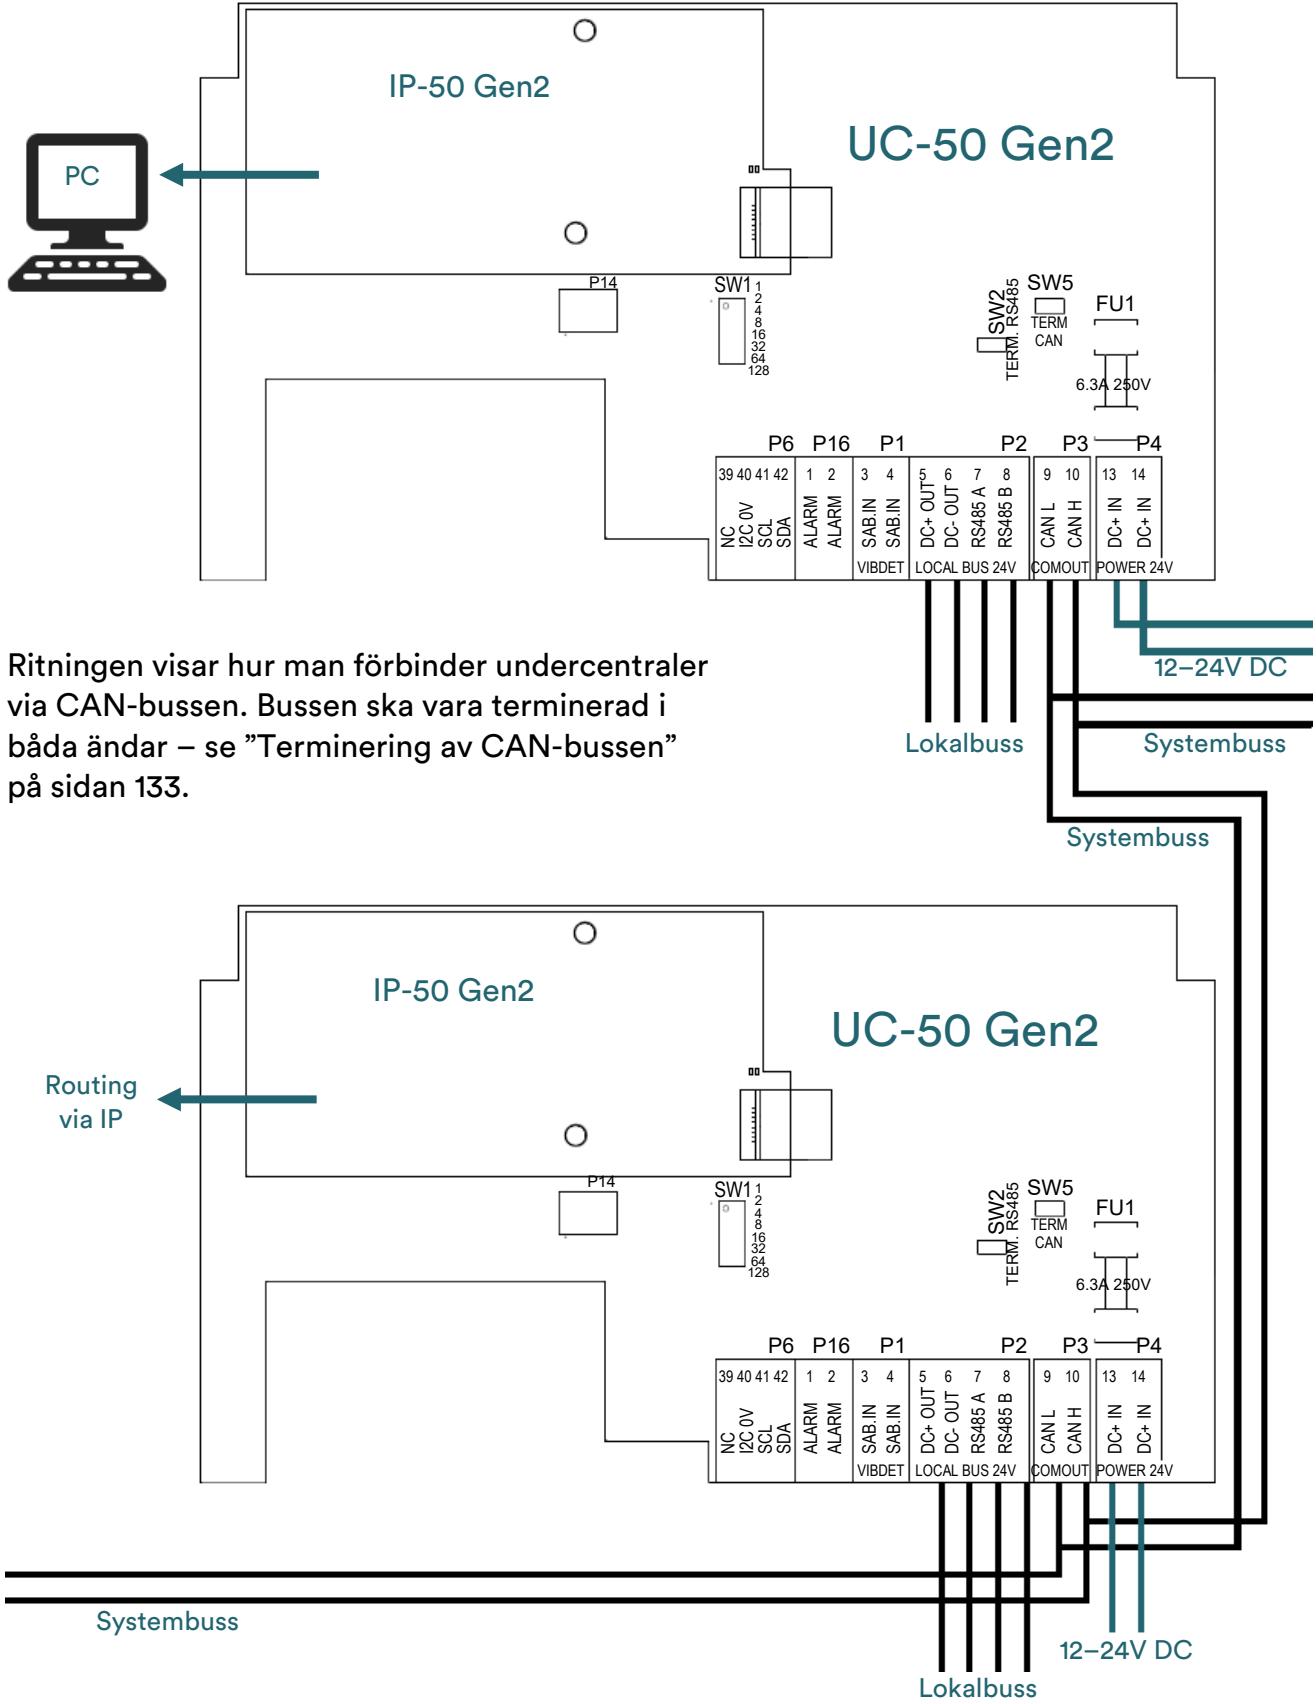 IP-50 Gen2
UC-50 Gen2
PC
P14
SW1
1
2
4
8
16
32
64
128
SW2
TERM. RS485
SW5
TERM
CAN
FU1
6.3A 250V
P6 P16 P1 P2 P3 P4
39 40 41 42 1 2 3 4 5 6 7 8 9 10 13 14
NC
I2C 0V
SCL
SDA
ALARM
ALARM
SAB.IN
SAB.IN
DC+ OUT
DC- OUT
RS485 A
RS485 B
CAN L
CAN H
DC+ IN
DC+ IN
VIBDET LOCAL BUS 24V COMOUT POWER 24V
Ritningen visar hur man förbinder undercentraler
via CAN-bussen. Bussen ska vara terminerad i
båda ändar – se ”Terminering av CAN-bussen”
på sidan 133.
12–24V DC
Lokalbuss
Systembuss
Systembuss
IP-50 Gen2
UC-50 Gen2
Routing
via IP
P14
SW1
1
2
4
8
16
32
64
128
SW2
TERM. RS485
SW5
TERM
CAN
FU1
6.3A 250V
P6 P16 P1 P2 P3 P4
39 40 41 42 1 2 3 4 5 6 7 8 9 10 13 14
NC
I2C 0V
SCL
SDA
ALARM
ALARM
SAB.IN
SAB.IN
DC+ OUT
DC- OUT
RS485 A
RS485 B
CAN L
CAN H
DC+ IN
DC+ IN
VIBDET LOCAL BUS 24V COMOUT POWER 24V
Systembuss
12–24V DC
Lokalbuss